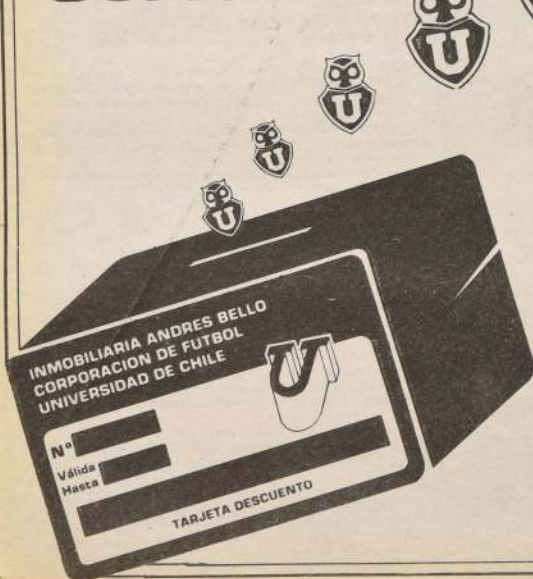 U
U
U
U
INMOBILIARIA ANDRES BELLO
CORPORACION DE FUTBOL
UNIVERSIDAD DE CHILE
U
Nº
Válida
Hasta
TARJETA DESCUENTO